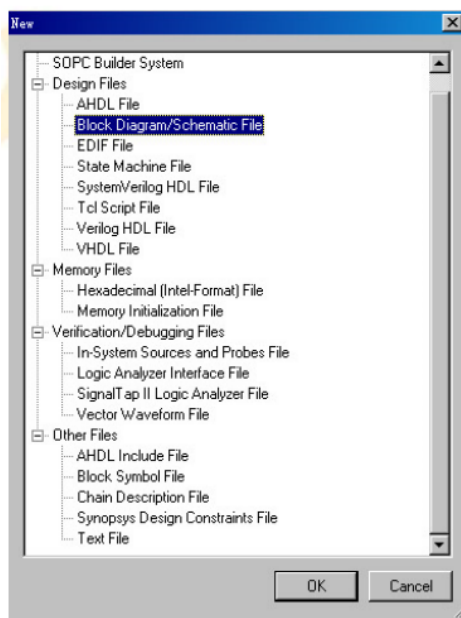 New
SOPC Builder System
Design Files
AHDL File
Block Diagram/Schematic File
EDIF File
State Machine File
SystemVerilog HDL File
Tcl Script File
Verilog HDL File
VHDL File
Memory Files
Hexadecimal (Intel-Format) File
Memory Initialization File
Verification/Debugging Files
In-System Sources and Probes File
Logic Analyzer Interface File
SignalTap II Logic Analyzer File
Vector Waveform File
Other Files
AHDL Include File
Block Symbol File
Chain Description File
Synopsys Design Constraints File
Text File
OK Cancel